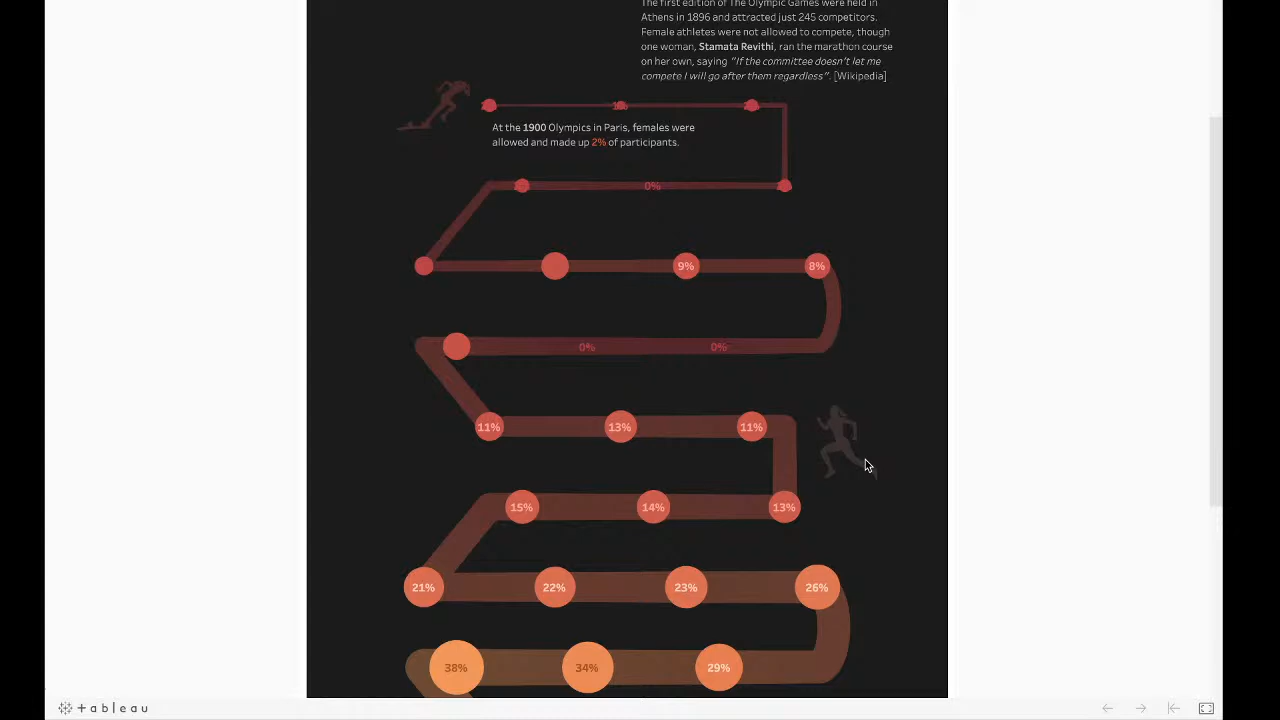 The first edition of The Olympic Games were held in
Athens in 1896 and attracted just 245 competitors.
Female athletes were not allowed to compete, though
one woman, Stamata Revithi, ran the marathon course
on her own, saying "If the committee doesn't let me
compete I will go after them regardless". [Wikipedia]
1%
At the 1900 Olympics in Paris, females were
allowed and made up 2% of participants.
0%
9% 8%
0% 0%
11% 13% 11%
15% 14% 13%
21% 22% 23% 26%
38% 34% 29%
+ableau